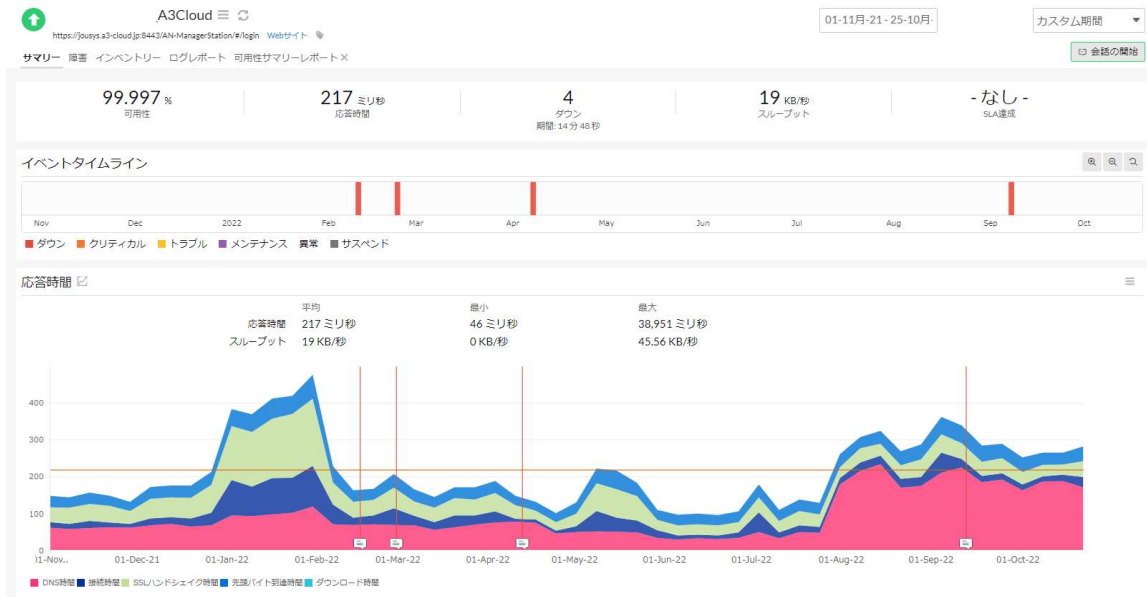 A3Cloud
01-11月-21 - 25-10月-
カスタム期間
https://jousys.a3-cloud.jp:8443/AN-ManagerStation/#/login Webサイト
サマリー 障害 インベントリー ログレポート 可用性サマリーレポート ×
会話の開始
99.997 %
可用性
217 ミリ秒
応答時間
4
ダウン
期間: 14 分 48 秒
19 KB/秒
スループット
- なし -
SLA達成
イベントタイムライン
Nov Dec 2022 Feb Mar Apr May Jun Jul Aug Sep Oct
ダウン クリティカル トラブル メンテナンス 異常 サスペンド
応答時間
平均 最小 最大
応答時間 217 ミリ秒 46 ミリ秒 38,951 ミリ秒
スループット 19 KB/秒 0 KB/秒 45.56 KB/秒
400
300
200
100
0
)1-Nov.. 01-Dec-21 01-Jan-22 01-Feb-22 01-Mar-22 01-Apr-22 01-May-22 01-Jun-22 01-Jul-22 01-Aug-22 01-Sep-22 01-Oct-22
DNS時間 接続時間 SSLハンドシェイク時間 先頭バイト到達時間 ダウンロード時間